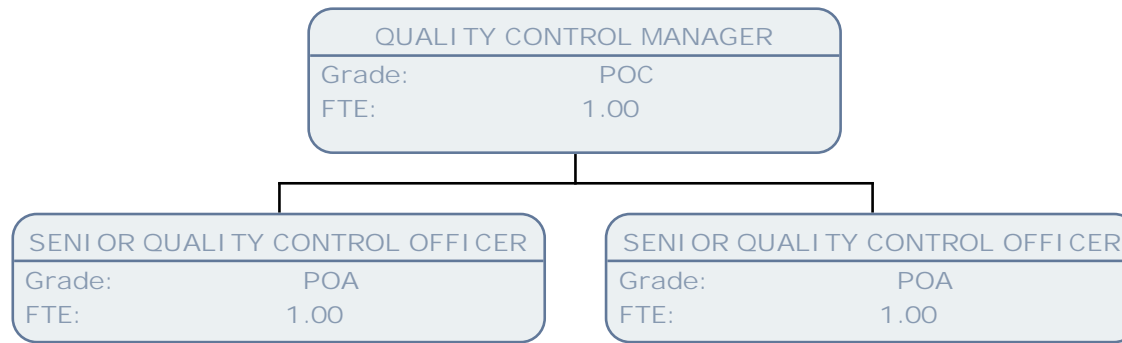 QUALITY CONTROL MANAGER
Grade: POC
FTE: 1.00
SENIOR QUALITY CONTROL OFFICER
Grade: POA
FTE: 1.00
SENIOR QUALITY CONTROL OFFICER
Grade: POA
FTE: 1.00